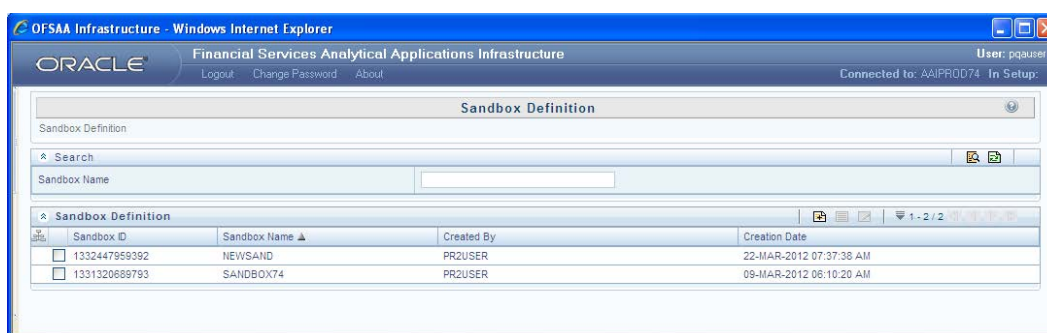 OFSAA Infrastructure - Windows Internet Explorer
ORACLE
Financial Services Analytical Applications Infrastructure
User: pqauser
Logout Change Password About
Connected to: AAIPROD74 In Setup:
Sandbox Definition
Sandbox Definition
Search
Sandbox Name
Sandbox Definition
1 - 2 / 2
Sandbox ID Sandbox Name Created By Creation Date
1332447959392 NEWSAND PR2USER 22-MAR-2012 07:37:38 AM
1331320689793 SANDBOX74 PR2USER 09-MAR-2012 06:10:20 AM